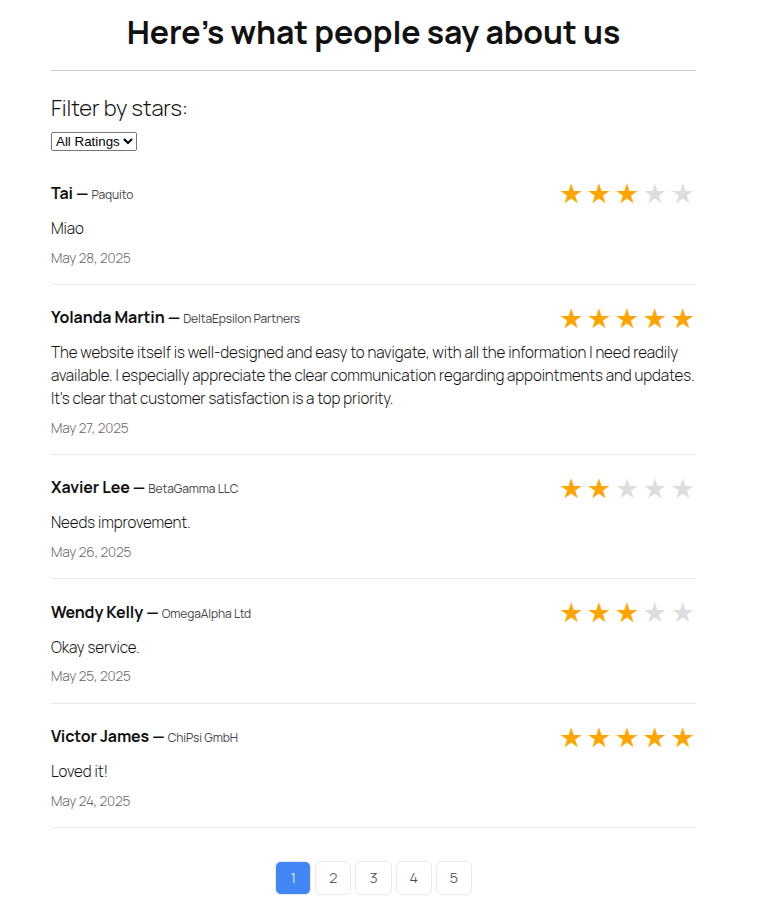 Here's what people say about us
Filter by stars:
All Ratings
Tai — Paquito
Miao
May 28, 2025
Yolanda Martin — DeltaEpsilon Partners
The website itself is well-designed and easy to navigate, with all the information I need readily
available. I especially appreciate the clear communication regarding appointments and updates.
It's clear that customer satisfaction is a top priority.
May 27, 2025
Xavier Lee — BetaGamma LLC
Needs improvement.
May 26, 2025
Wendy Kelly — OmegaAlpha Ltd
Okay service.
May 25, 2025
Victor James — ChiPsi GmbH
Loved it!
May 24, 2025
1 2 3 4 5